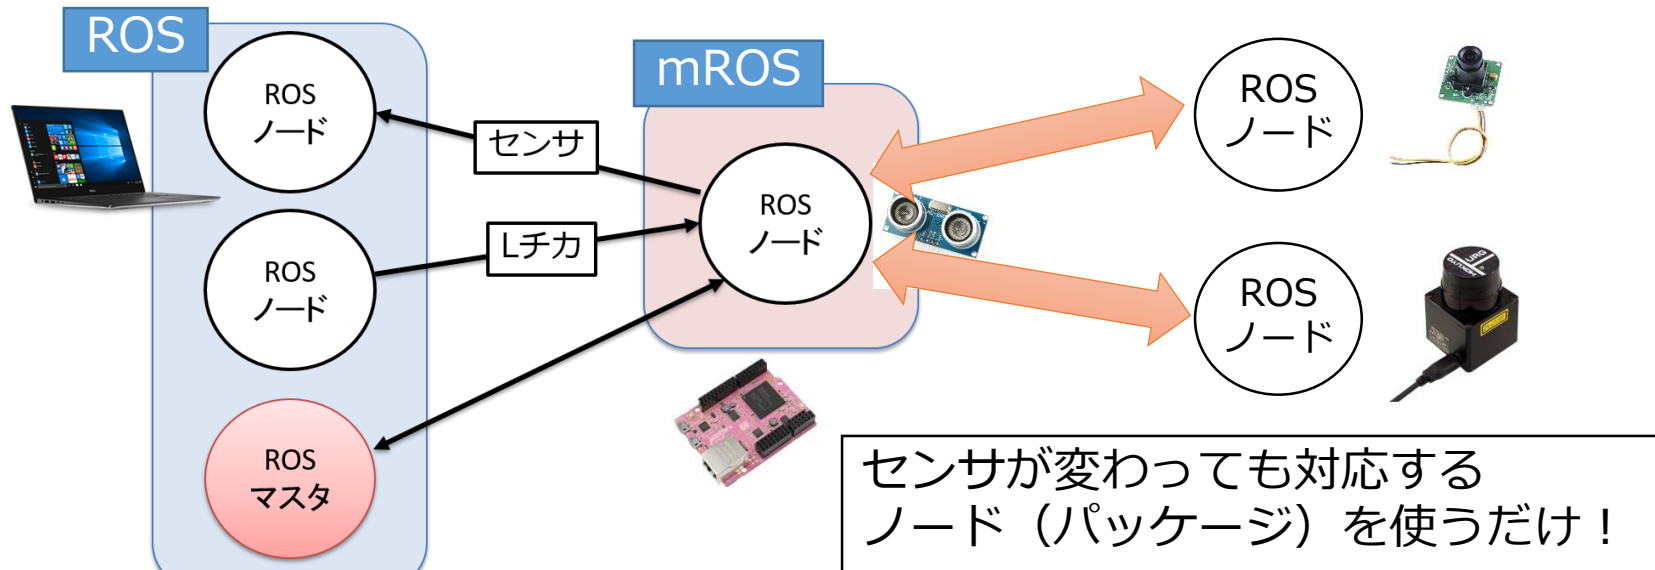 ROS
ROS
ノード
センサ
ROS
ノード
Lチカ
ROS
マスタ
mROS
ROS
ノード
ROS
ノード
ROS
ノード
URG
HOKUYO
センサが変わっても対応する
ノード（パッケージ）を使うだけ！